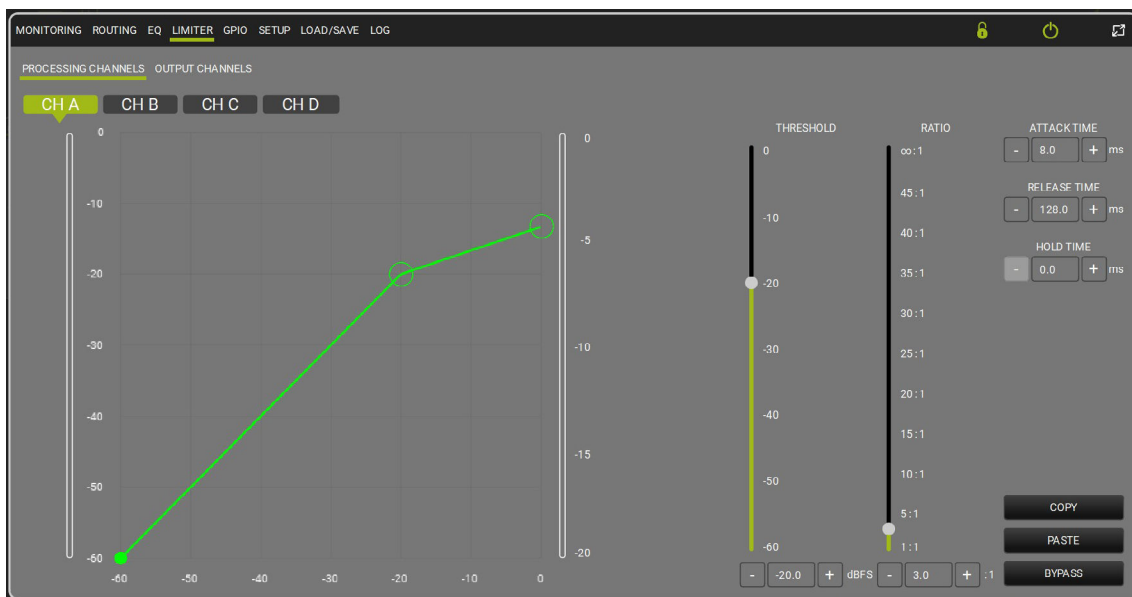 MONITORING ROUTING EQ LIMITER GPIO SETUP LOAD/SAVE LOG
PROCESSING CHANNELS OUTPUT CHANNELS
CH A CH B CH C CH D
0
-10
-20
-30
-40
-50
-60
-60 -50 -40 -30 -20 -10 0
0
-5
-10
-15
-20
THRESHOLD
0
-10
-20
-30
-40
-50
-60
- -20.0 + dBFS
RATIO
∞:1
45:1
40:1
35:1
30:1
25:1
20:1
15:1
10:1
5:1
1:1
- 3.0 + :1
ATTACK TIME
- 8.0 + ms
RELEASE TIME
- 128.0 + ms
HOLD TIME
- 0.0 + ms
COPY
PASTE
BYPASS